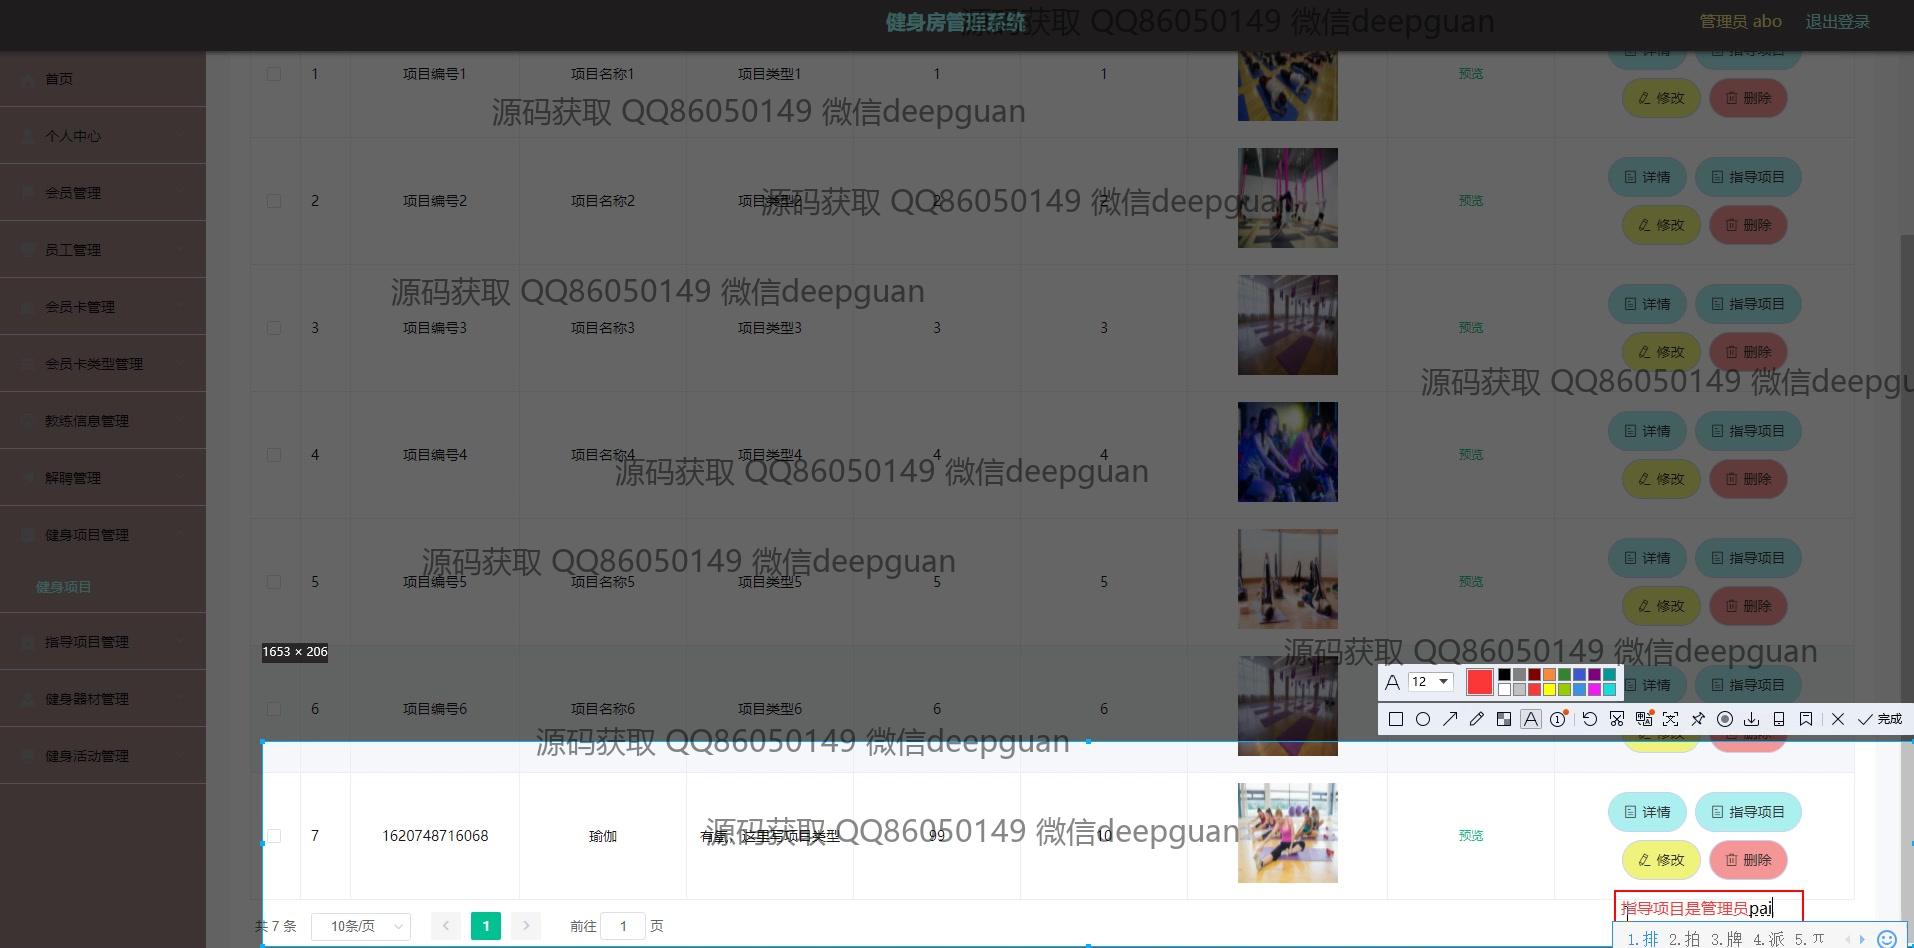 健身房管理系统
源码获取 QQ86050149 微信deepguan
管理员 abo 退出登录
首页
个人中心
会员管理
员工管理
会员卡管理
会员卡类型管理
教练信息管理
解聘管理
健身项目管理
健身项目
指导项目管理
健身器材管理
健身活动管理
详情 指导项目
1 项目编号1 项目名称1 项目类型1 1 1 预览
修改 删除
源码获取 QQ86050149 微信deepguan
详情 指导项目
2 项目编号2 项目名称2 项目类型2 2 2 预览
源码获取 QQ86050149 微信deepguan
修改 删除
源码获取 QQ86050149 微信deepguan
详情 指导项目
3 项目编号3 项目名称3 项目类型3 3 3 预览
修改 删除
源码获取 QQ86050149 微信deepgu
详情 指导项目
4 项目编号4 项目名称4 项目类型4 4 4 预览
源码获取 QQ86050149 微信deepguan
修改 删除
源码获取 QQ86050149 微信deepguan
详情 指导项目
5 项目编号5 项目名称5 项目类型5 5 5 预览
修改 删除
1653 × 206
源码获取 QQ86050149 微信deepguan
A 12
详情 指导项目
6 项目编号6 项目名称6 项目类型6 6 6
A 1 完成
修改 删除
源码获取 QQ86050149 微信deepguan
详情 指导项目
7 1620748716068 瑜伽 有氧、这里写项目类型 99 10 预览
源码获取 QQ86050149 微信deepguan
修改 删除
指导项目是管理员pai
共 7 条 10条/页 1 前往 1 页
1.排 2.拍 3.牌 4.派 5.π